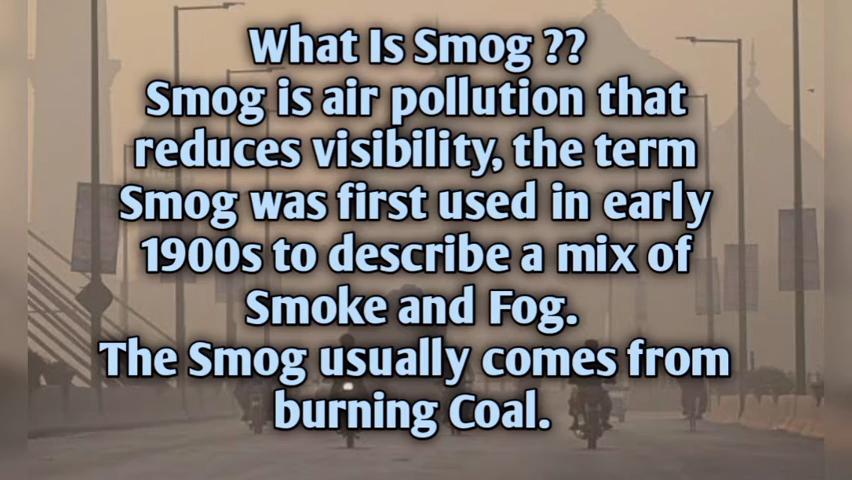 What Is Smog ??
Smog is air pollution that
reduces visibility, the term
Smog was first used in early
1900s to describe a mix of
Smoke and Fog.
The Smog usually comes from
burning Coal.